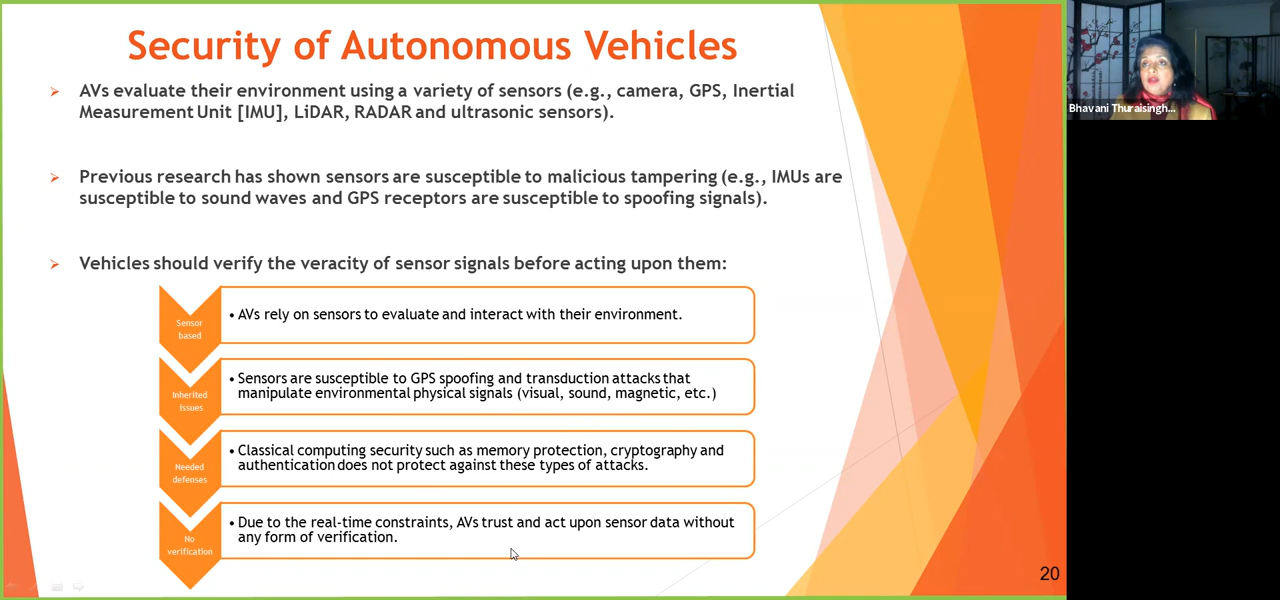 Security of Autonomous Vehicles
AVs evaluate their environment using a variety of sensors (e.g., camera, GPS, Inertial
Measurement Unit [IMU], LiDAR, RADAR and ultrasonic sensors).
Previous research has shown sensors are susceptible to malicious tampering (e.g., IMUs are
susceptible to sound waves and GPS receptors are susceptible to spoofing signals).
Vehicles should verify the veracity of sensor signals before acting upon them:
Sensor
based
• AVs rely on sensors to evaluate and interact with their environment.
Inherited
Issues
• Sensors are susceptible to GPS spoofing and transduction attacks that
manipulate environmental physical signals (visual, sound, magnetic, etc.)
Needed
defenses
• Classical computing security such as memory protection, cryptography and
authentication does not protect against these types of attacks.
No
verification
• Due to the real-time constraints, AVs trust and act upon sensor data without
any form of verification.
20
Bhavani Thuraisingh...